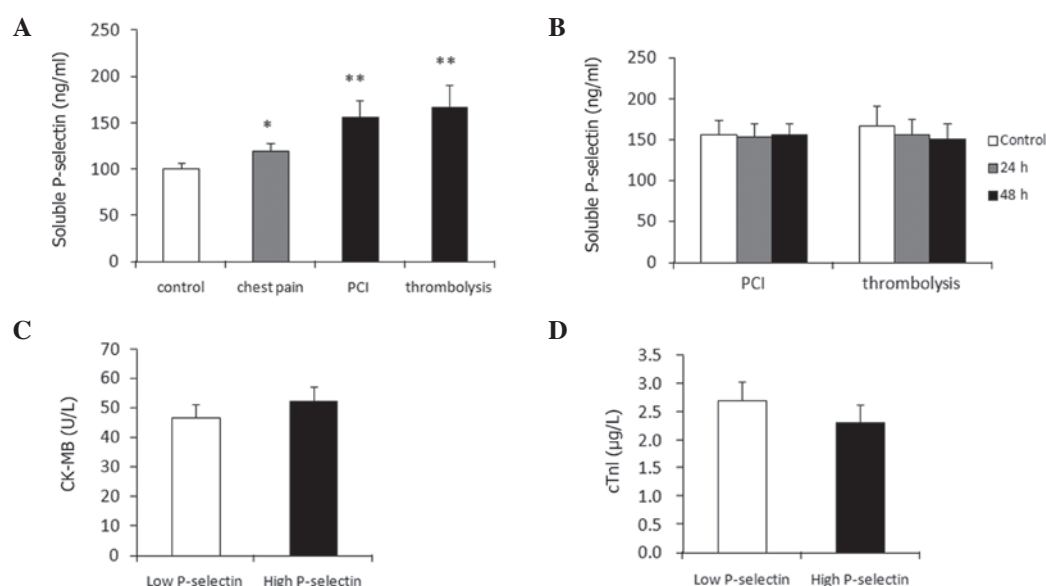 A
Soluble P-selectin (ng/ml)
250
200
150
100
50
0
*
**
**
control chest pain PCI thrombolysis
B
Soluble P-selectin (ng/ml)
250
200
150
100
50
0
PCI thrombolysis
Control
24 h
48 h
C
CK-MB (U/L)
70
60
50
40
30
20
10
0
Low P-selectin High P-selectin
D
cTnI (µg/L)
3.5
3.0
2.5
2.0
1.5
1.0
0.5
0.0
Low P-selectin High P-selectin